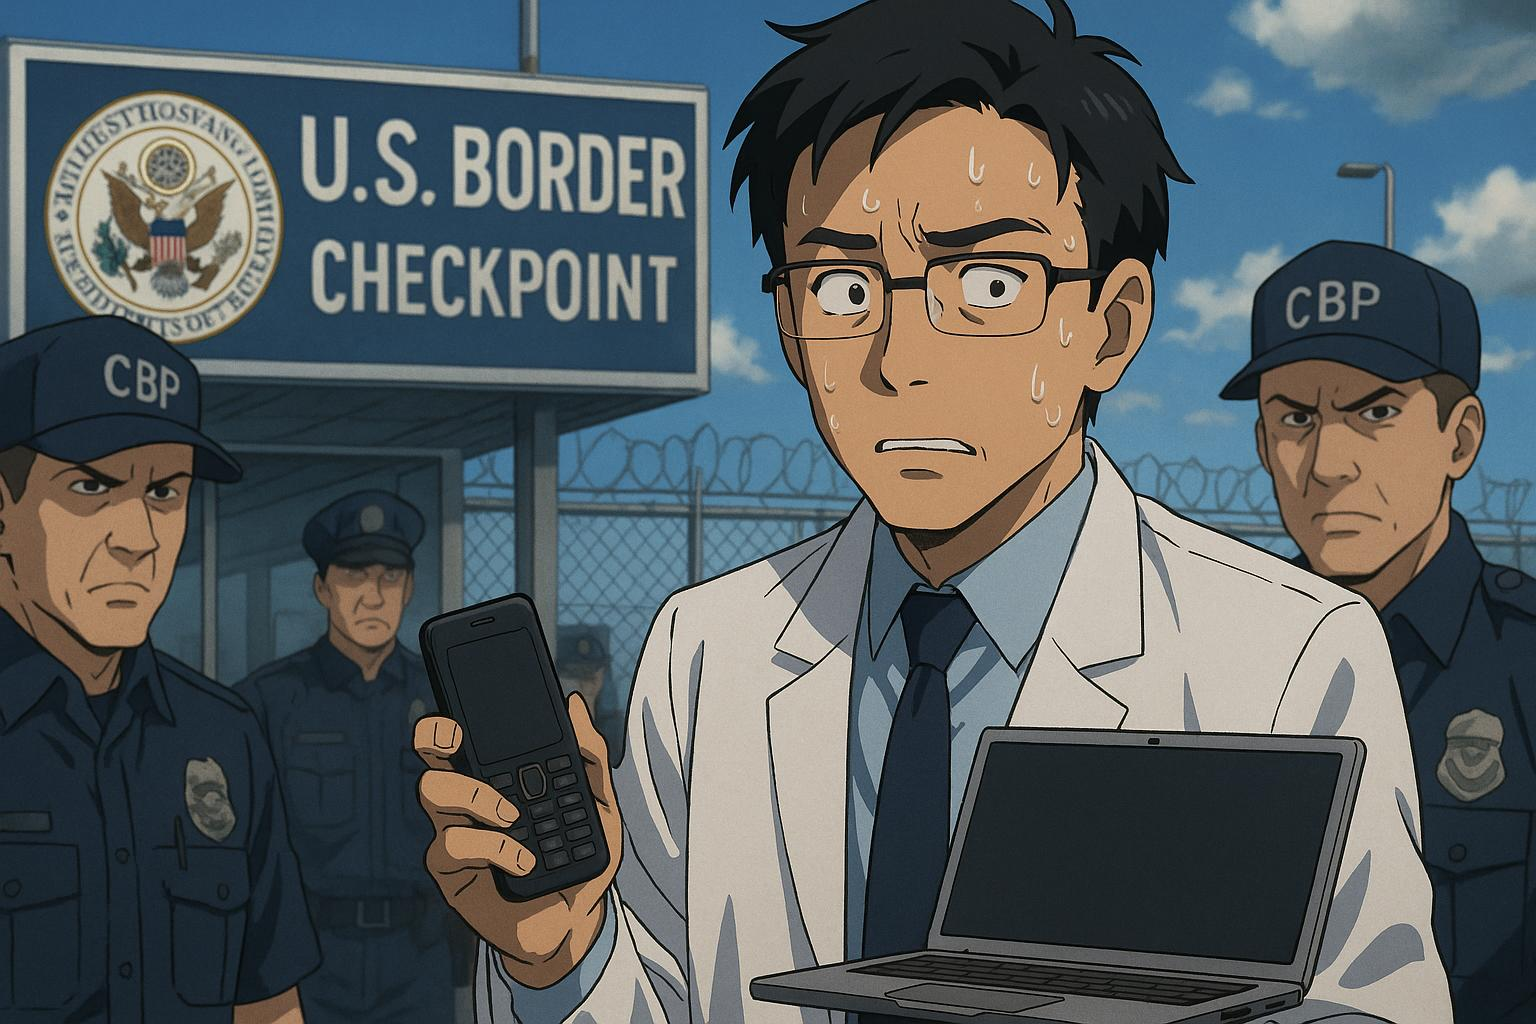 U.S. BORDER
CHECKPOINT
CBP
CBP